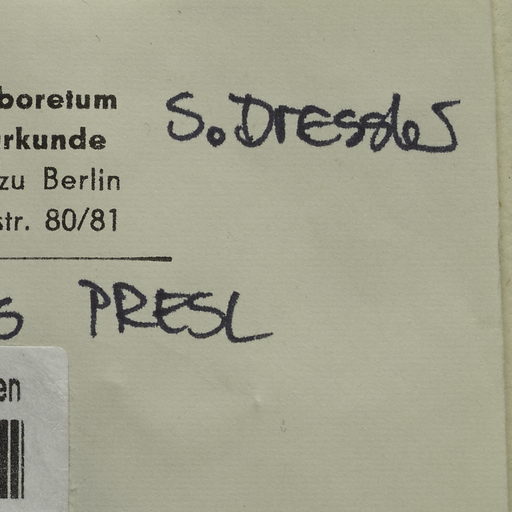 boretum
rkunde
zu Berlin
str. 80/81
S. DRESSler
s PRESL
en